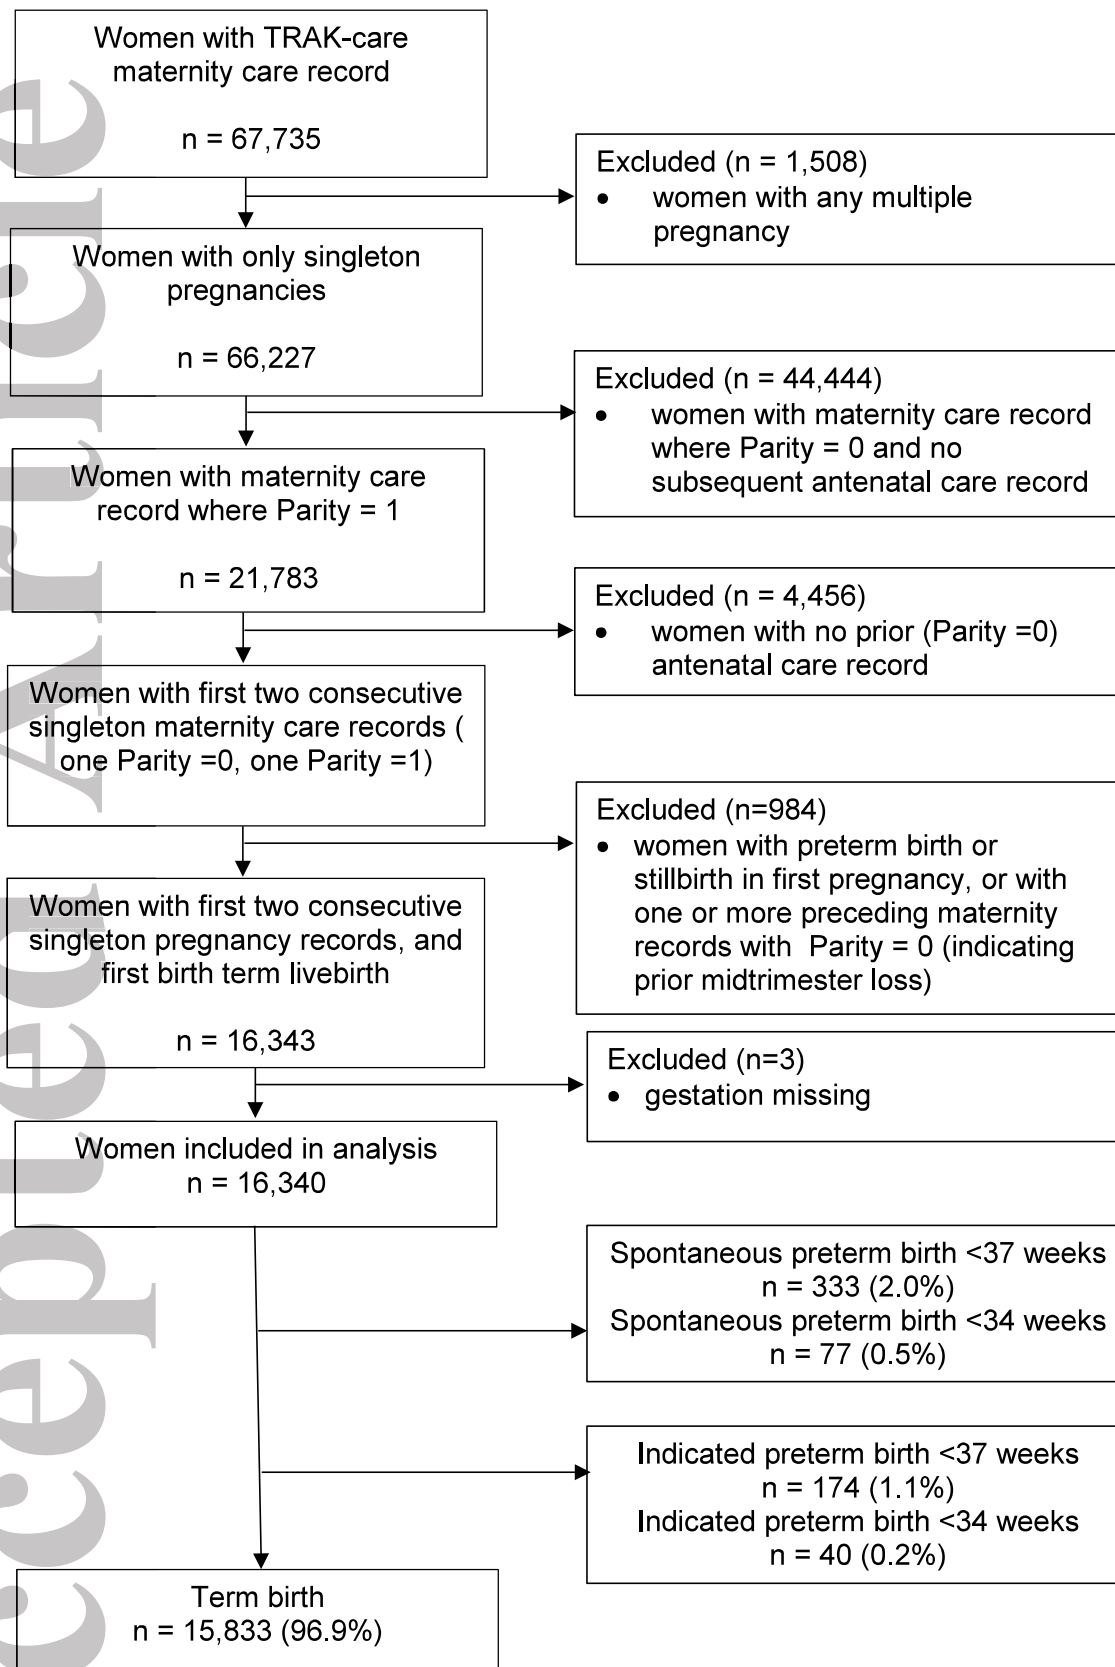 Women with TRAK-care
maternity care record
n = 67,735
Excluded (n = 1,508)
• women with any multiple
pregnancy
Women with only singleton
pregnancies
n = 66,227
Excluded (n = 44,444)
• women with maternity care record
where Parity = 0 and no
subsequent antenatal care record
Women with maternity care
record where Parity = 1
n = 21,783
Excluded (n = 4,456)
• women with no prior (Parity =0)
antenatal care record
Women with first two consecutive
singleton maternity care records (
one Parity =0, one Parity =1)
Excluded (n=984)
• women with preterm birth or
stillbirth in first pregnancy, or with
one or more preceding maternity
records with Parity = 0 (indicating
prior midtrimester loss)
Women with first two consecutive
singleton pregnancy records, and
first birth term livebirth
n = 16,343
Excluded (n=3)
• gestation missing
Women included in analysis
n = 16,340
Spontaneous preterm birth <37 weeks
n = 333 (2.0%)
Spontaneous preterm birth <34 weeks
n = 77 (0.5%)
Indicated preterm birth <37 weeks
n = 174 (1.1%)
Indicated preterm birth <34 weeks
n = 40 (0.2%)
Term birth
n = 15,833 (96.9%)
ccepted Article